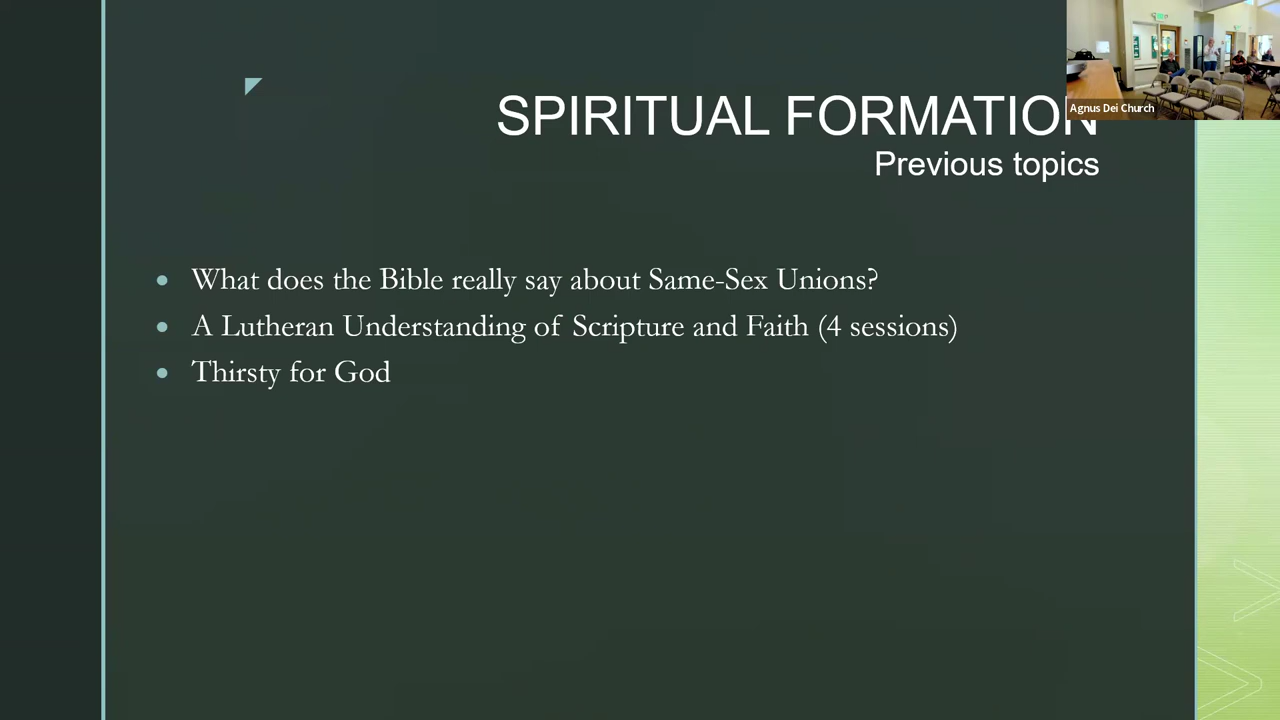 SPIRITUAL FORMATION
Previous topics
Agnus Dei Church
• What does the Bible really say about Same-Sex Unions?
• A Lutheran Understanding of Scripture and Faith (4 sessions)
• Thirsty for God